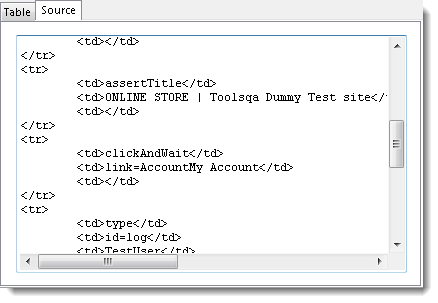 Table Source
<td></td>
</tr>
<tr>
<td>assertTitle</td>
<td>ONLINE STORE | Toolsqa Dummy Test site</
<td></td>
</tr>
<tr>
<td>clickAndWait</td>
<td>link=AccountMy Account</td>
<td></td>
</tr>
<tr>
<td>type</td>
<td>id=log</td>
<td>TestUser</td>